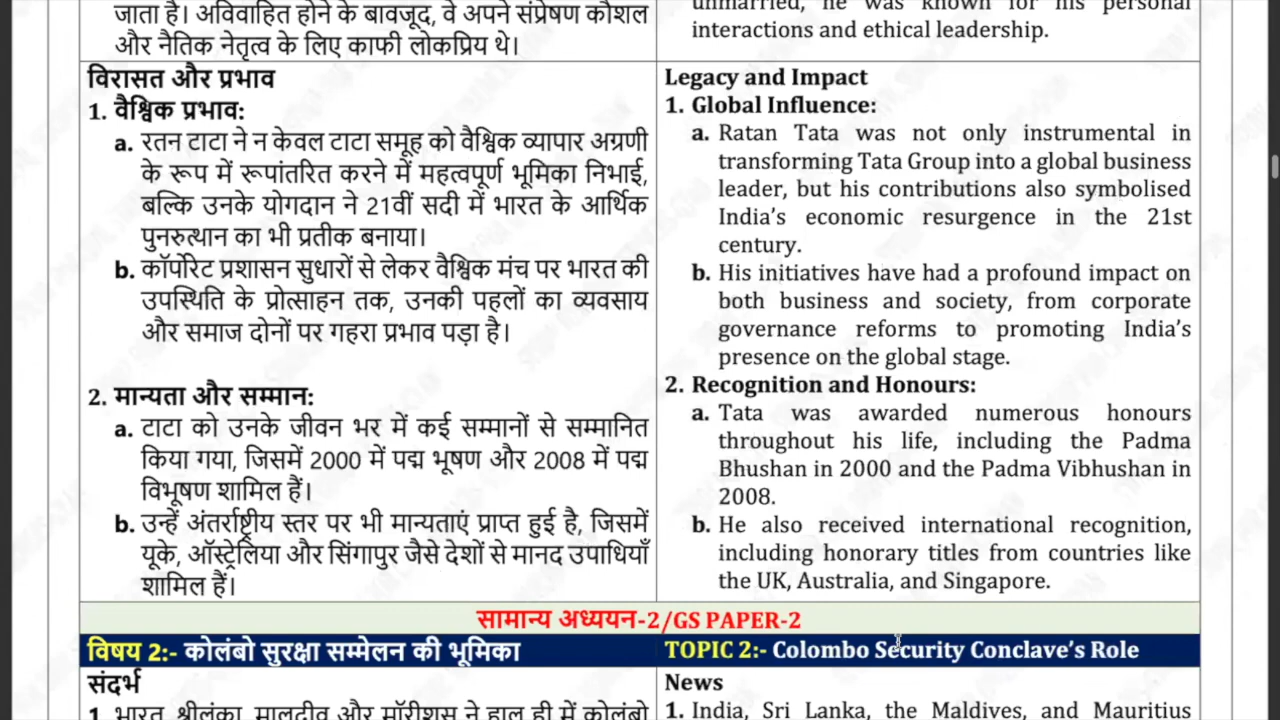 जाता है। अविवाहित होने के बावजूद, वे अपने संप्रेषण कौशल
और नैतिक नेतृत्व के लिए काफी लोकप्रिय थे।
विरासत और प्रभाव
1. वैश्विक प्रभाव:
a. रतन टाटा ने न केवल टाटा समूह को वैश्विक व्यापार अग्रणी
के रूप में रूपांतरित करने में महत्वपूर्ण भूमिका निभाई,
बल्कि उनके योगदान ने 21वीं सदी में भारत के आर्थिक
पुनरुत्थान का भी प्रतीक बनाया।
b. कॉर्पोरेट प्रशासन सुधारों से लेकर वैश्विक मंच पर भारत की
उपस्थिति के प्रोत्साहन तक, उनकी पहलों का व्यवसाय
और समाज दोनों पर गहरा प्रभाव पड़ा है।
2. मान्यता और सम्मान:
a. टाटा को उनके जीवन भर में कई सम्मानों से सम्मानित
किया गया, जिसमें 2000 में पद्म भूषण और 2008 में पद्म
विभूषण शामिल हैं।
b. उन्हें अंतर्राष्ट्रीय स्तर पर भी मान्यताएं प्राप्त हुई है, जिसमें
यूके, ऑस्ट्रेलिया और सिंगापुर जैसे देशों से मानद उपाधियाँ
शामिल हैं।
unmarried, he was known for his personal
interactions and ethical leadership.
Legacy and Impact
1. Global Influence:
a. Ratan Tata was not only instrumental in
transforming Tata Group into a global business
leader, but his contributions also symbolised
India’s economic resurgence in the 21st
century.
b. His initiatives have had a profound impact on
both business and society, from corporate
governance reforms to promoting India’s
presence on the global stage.
2. Recognition and Honours:
a. Tata was awarded numerous honours
throughout his life, including the Padma
Bhushan in 2000 and the Padma Vibhushan in
2008.
b. He also received international recognition,
including honorary titles from countries like
the UK, Australia, and Singapore.
सामान्य अध्ययन-2/GS PAPER-2
विषय 2:- कोलंबो सुरक्षा सम्मेलन की भूमिका
TOPIC 2:- Colombo Security Conclave’s Role
संदर्भ
1. भारत, श्रीलंका, मालदीव और मॉरीशस ने हाल ही में कोलंबो
News
1. India, Sri Lanka, the Maldives, and Mauritius